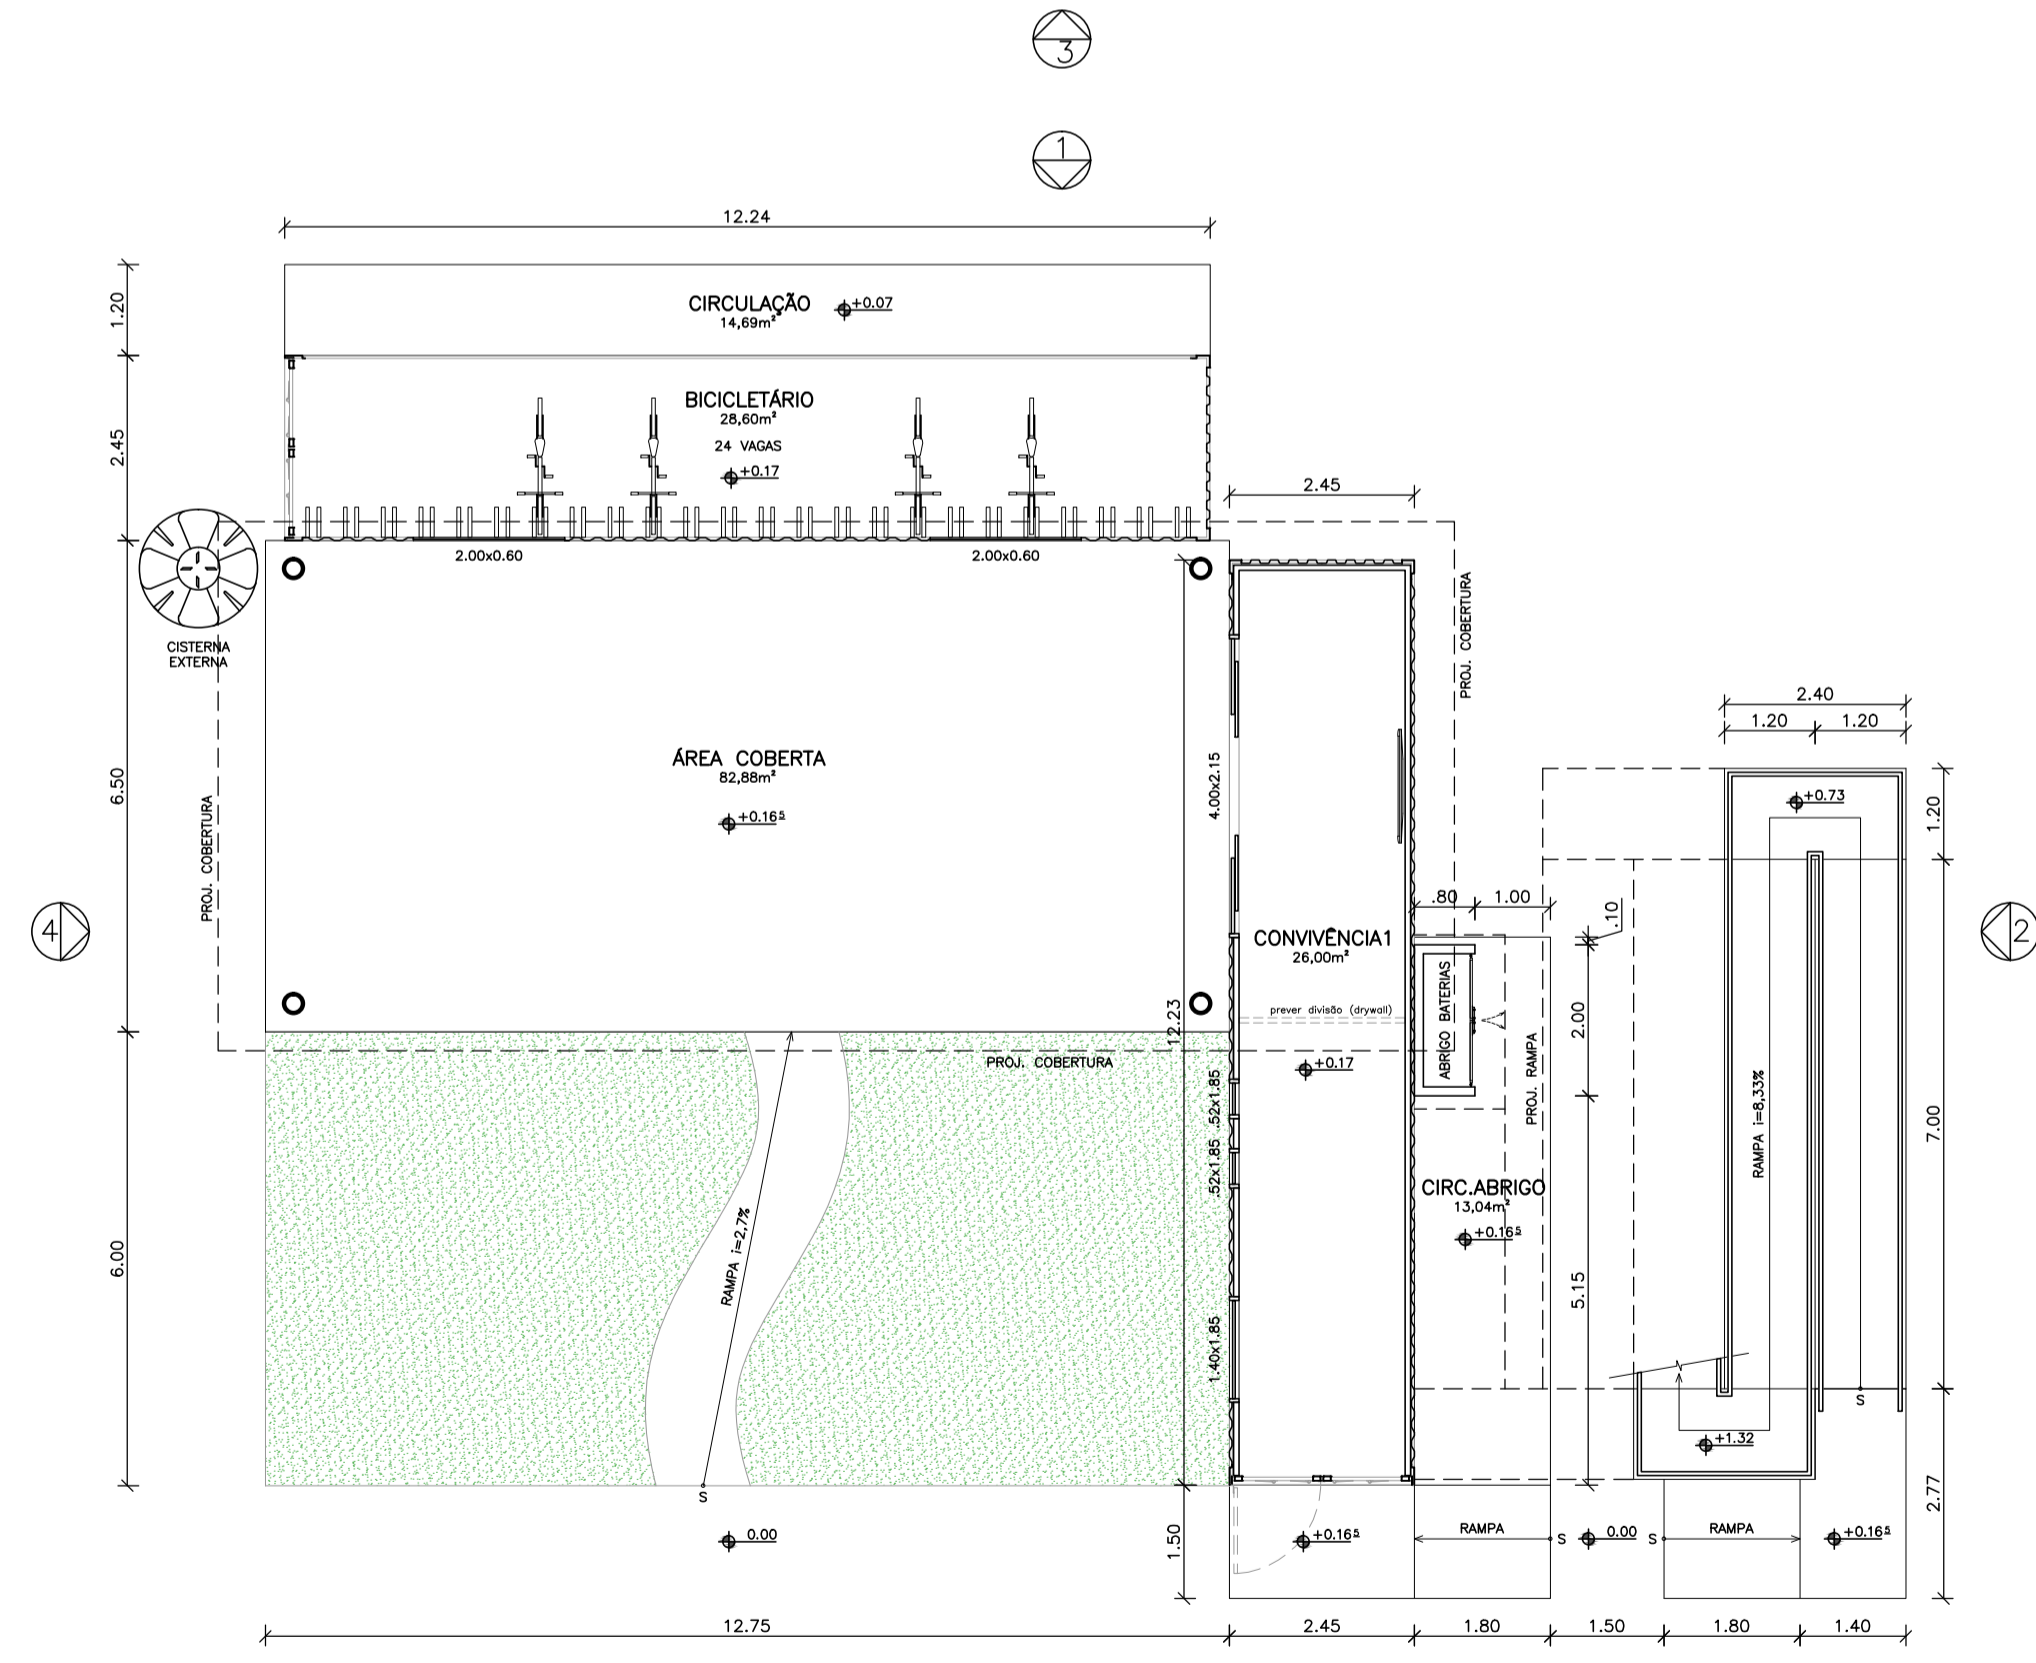 3
1
12.24
1.20
CIRCULAÇÃO
14,69m²
+0.07
2.45
BICICLETÁRIO
28,60m²
24 VAGAS
+0.17
2.45
2.00x0.60
2.00x0.60
CISTERNA
EXTERNA
PROJ. COBERTURA
2.40
1.20
1.20
6.50
ÁREA COBERTA
82,88m²
+0.16⁵
4.00x2.15
+0.73
1.20
PROJ. COBERTURA
4
.80
1.00
.10
2
CONVIVÊNCIA1
26,00m²
prever divisão (drywall)
12.23
ABRIGO BATERIAS
2.00
PROJ. COBERTURA
+0.17
PROJ. RAMPA
RAMPA i=8,33%
7.00
.52x1.85
.52x1.85
CIRC.ABRIGO
13,04m²
+0.16⁵
6.00
RAMPA i=2,7%
5.15
1.40x1.85
S
+1.32
2.77
S
0.00
1.50
+0.16⁵
RAMPA
S
0.00
S
RAMPA
+0.16⁵
12.75
2.45
1.80
1.50
1.80
1.40